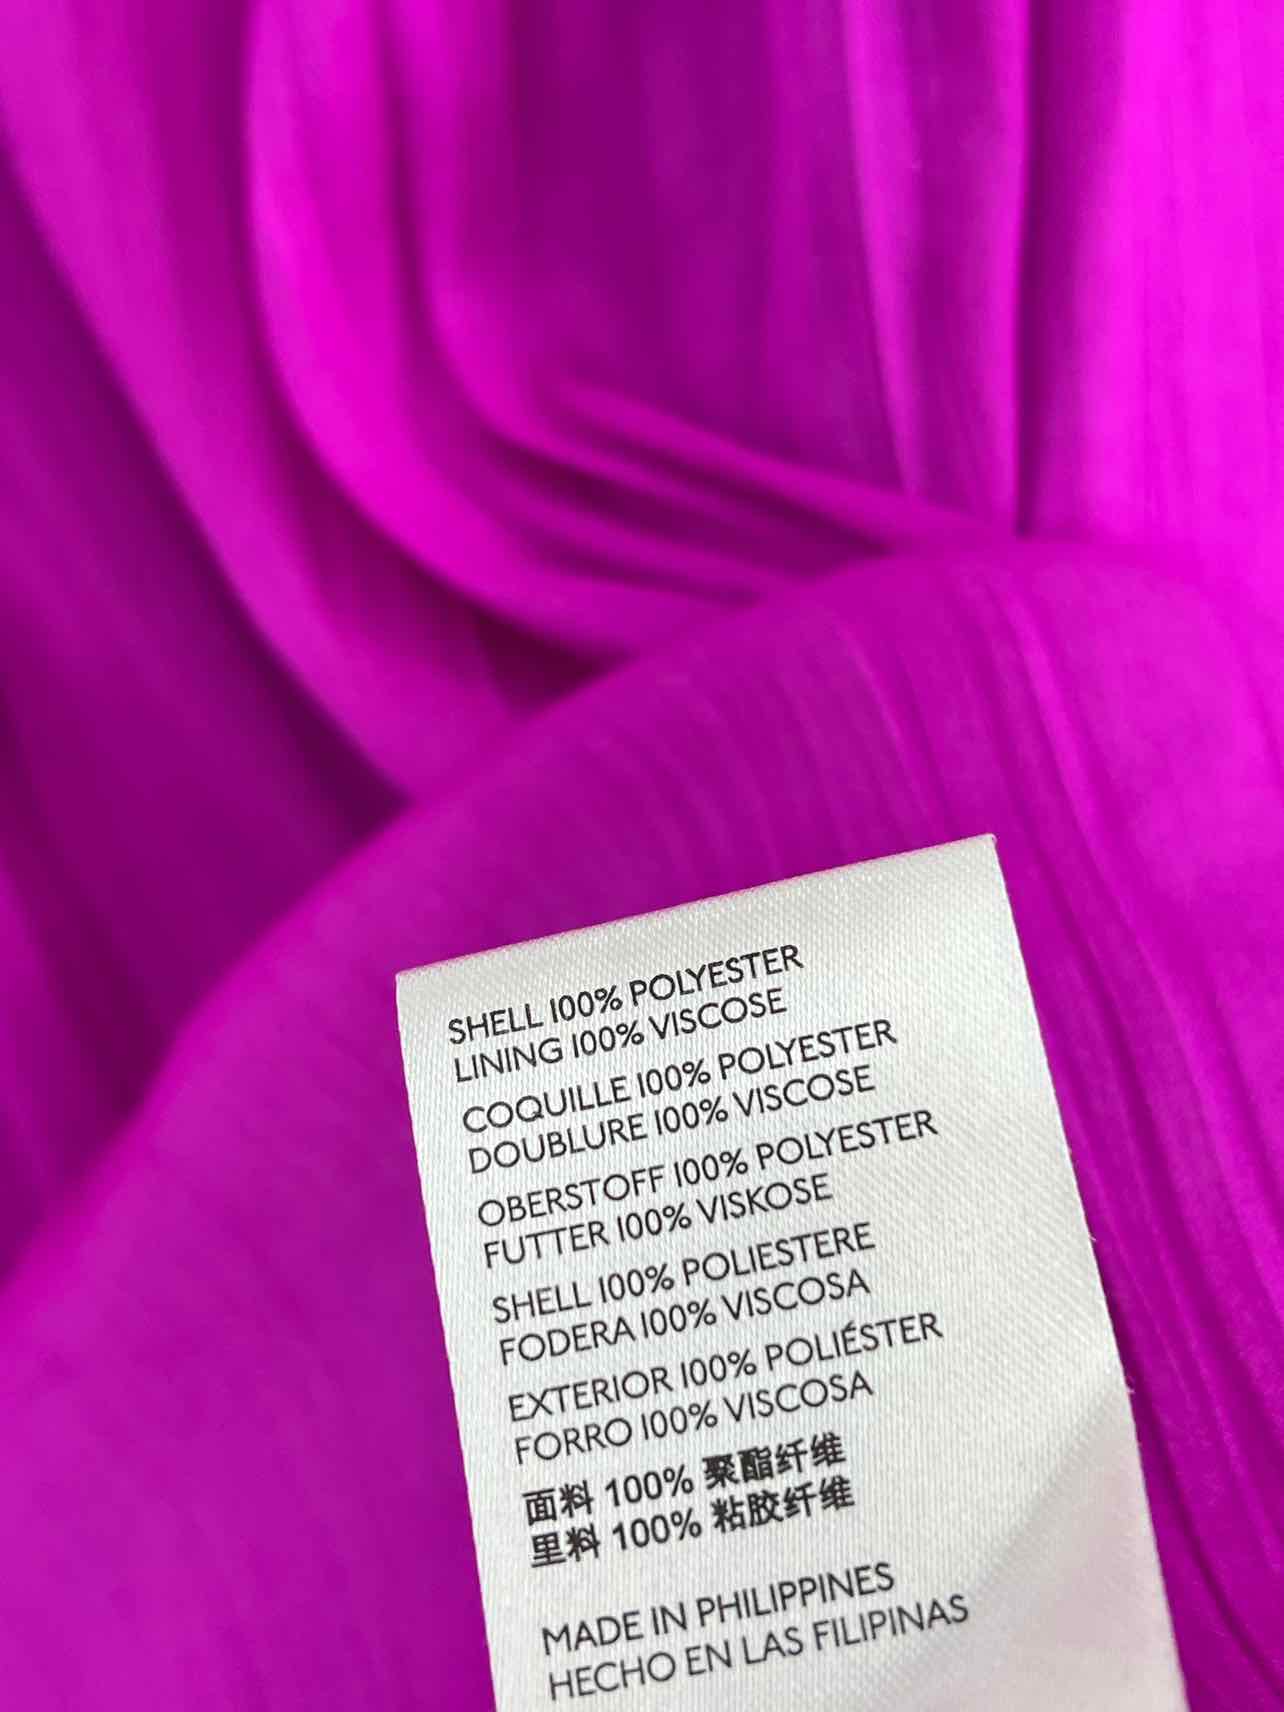 SHELL 100% POLYESTER
LINING 100% VISCOSE
COQUILLE 100% POLYESTER
DOUBLURE 100% VISCOSE
OBERSTOFF 100% POLYESTER
FUTTER 100% VISKOSE
SHELL 100% POLIESTERE
FODERA 100% VISCOSA
EXTERIOR 100% POLIÉSTER
FORRO 100% VISCOSA
面料 100% 聚酯纤维
里料 100% 粘胶纤维
MADE IN PHILIPPINES
HECHO EN LAS FILIPINAS